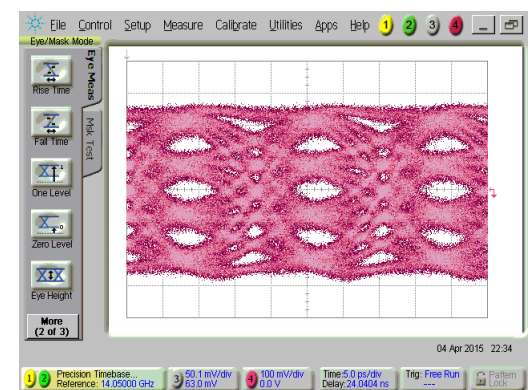 File Control Setup Measure Calibrate Utilities Apps Help 1 2 3 4
Eye/Mask Mode
Eye Meas
Msk Test
Rise Time
Fall Time
One Level
Zero Level
Eye Height
More
(2 of 3)
04 Apr 2015 22:34
1 2 Precision Timebase...
Reference: 14.05000 GHz
3 50.1 mV/div
63.0 mV
4 100 mV/div
0.0 V
Time:5.0 ps/div
Delay:24.0404 ns
Trig: Free Run
---
Pattern
Lock